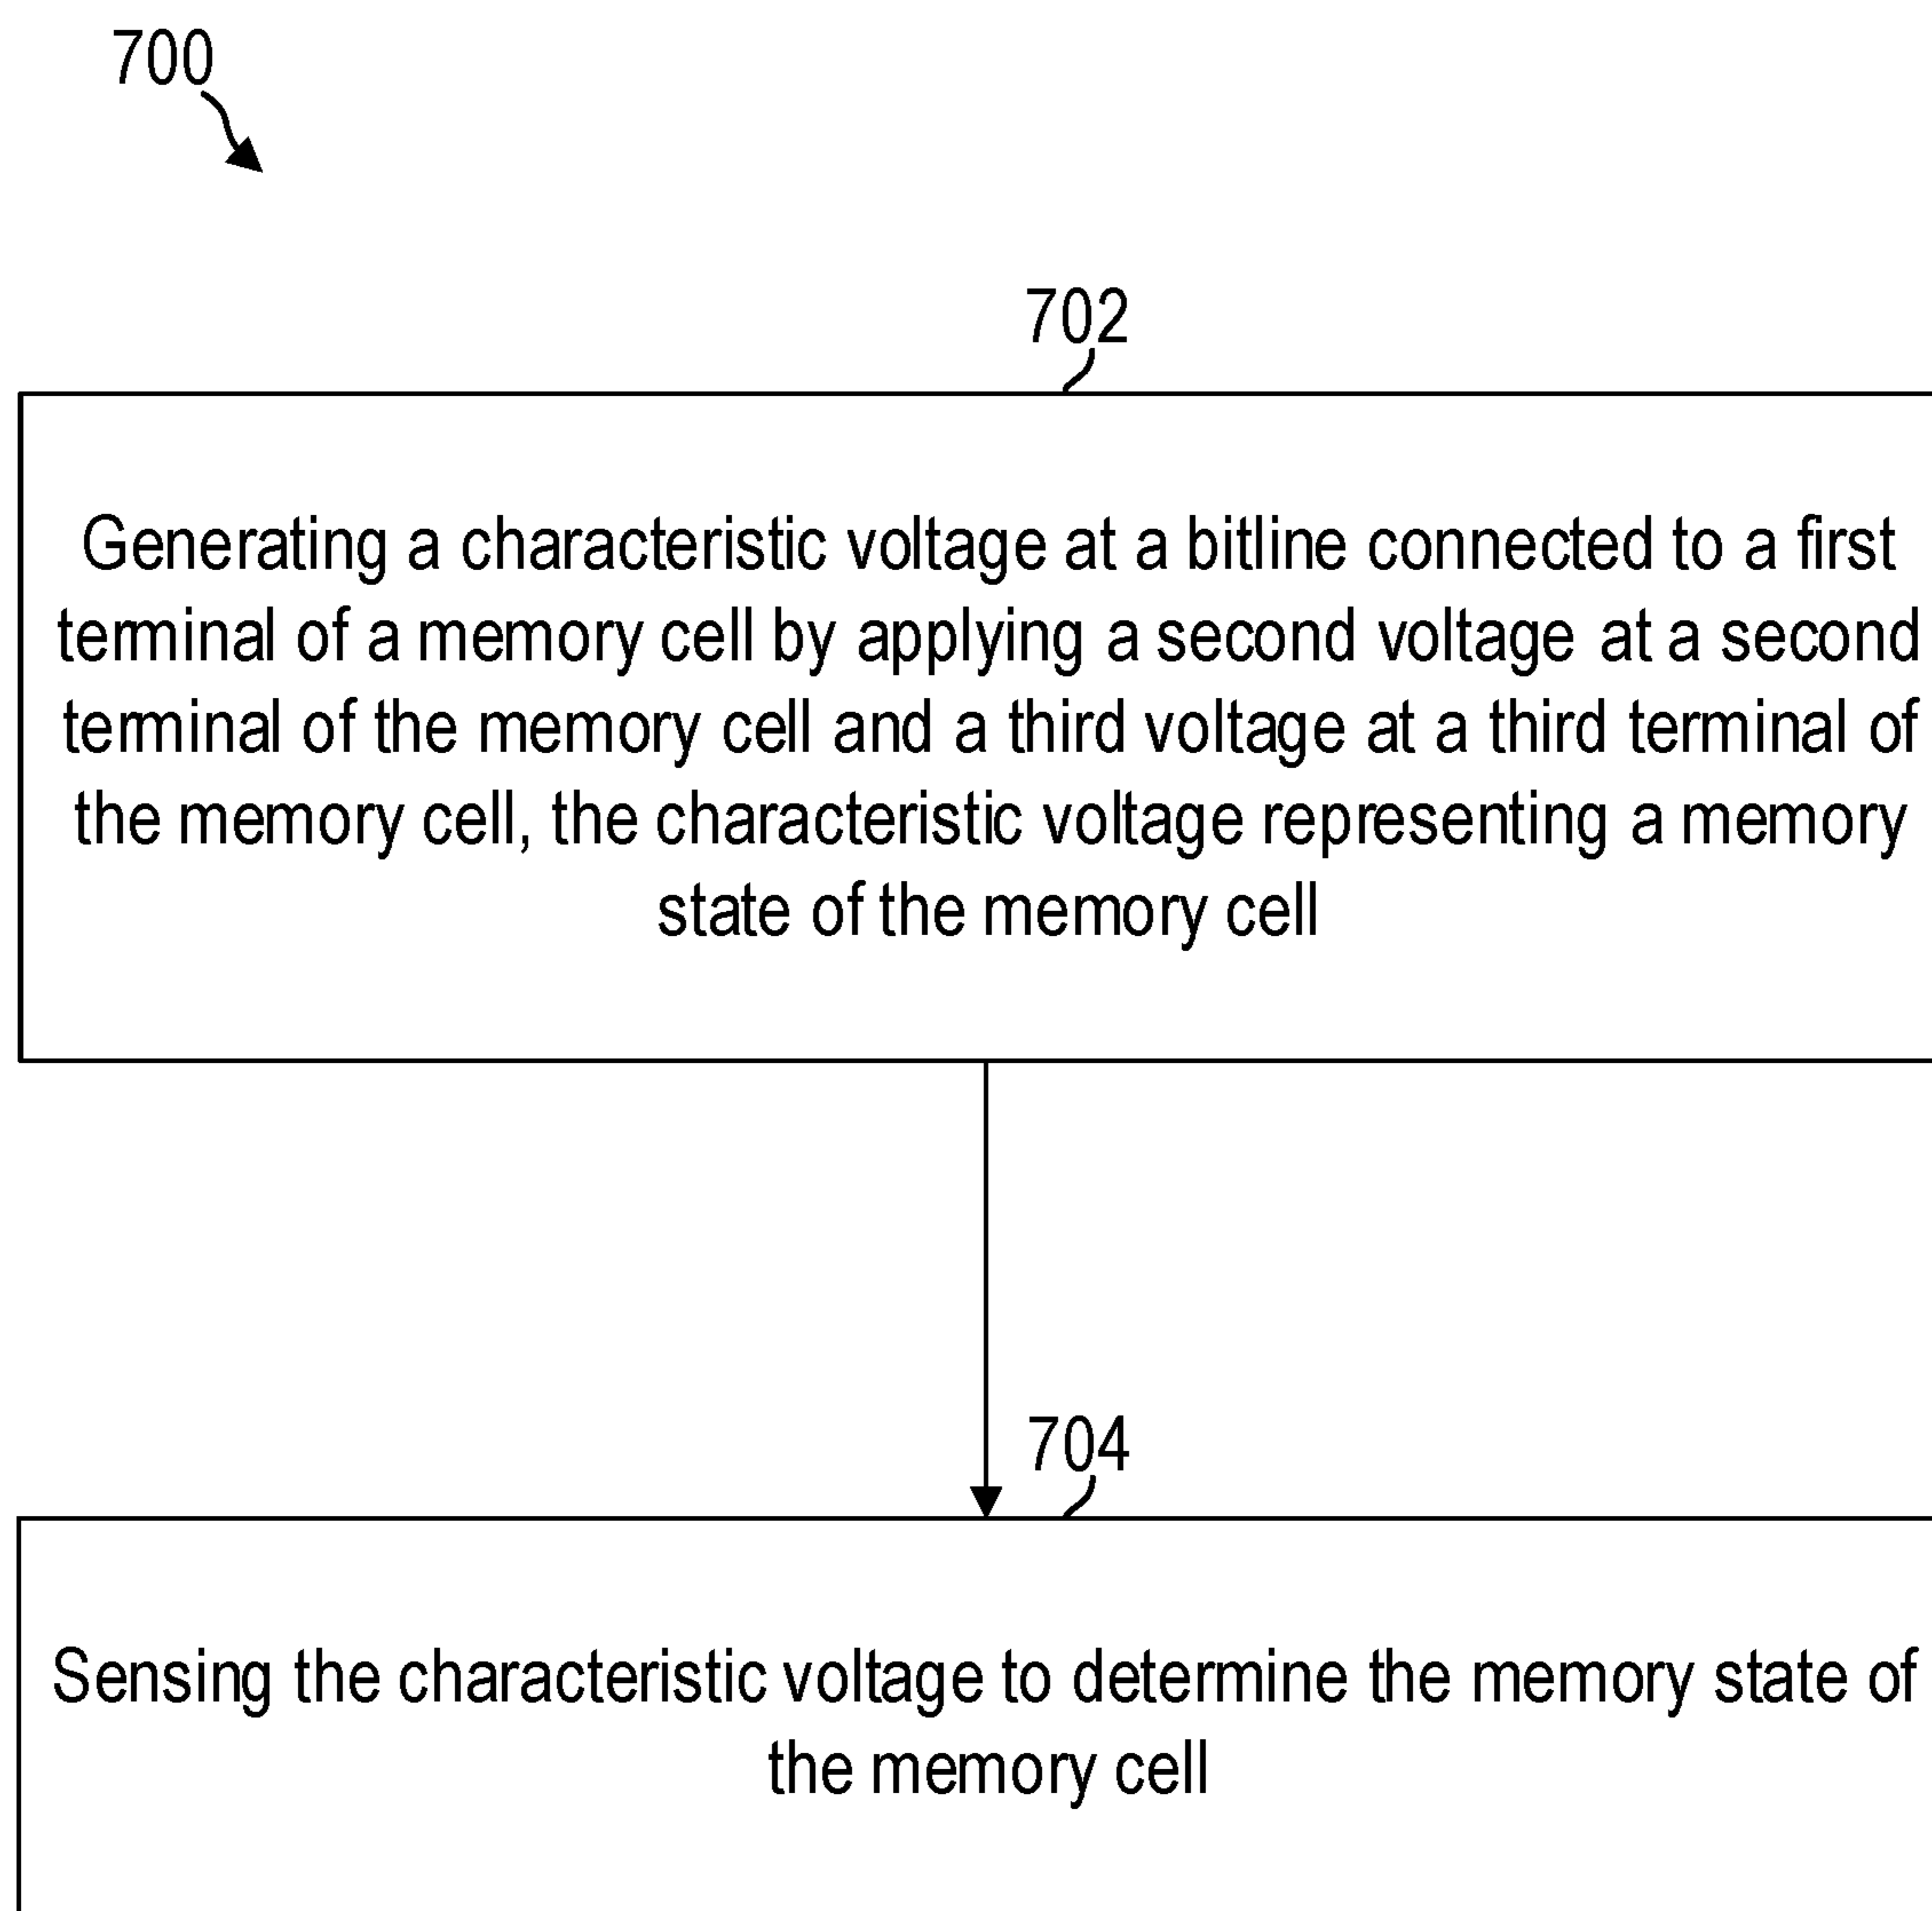 700
702
Generating a characteristic voltage at a bitline connected to a first
terminal of a memory cell by applying a second voltage at a second
terminal of the memory cell and a third voltage at a third terminal of
the memory cell, the characteristic voltage representing a memory
state of the memory cell
704
Sensing the characteristic voltage to determine the memory state of
the memory cell